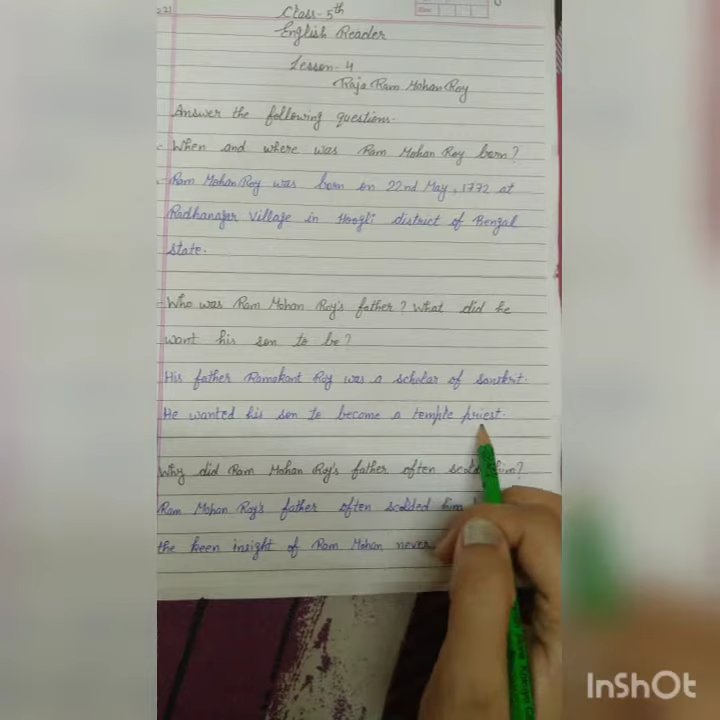 221
Class-5th
English Reader
Lesson-4
Raja Ram Mohan Roy
Answer the following questions.
When and where was Ram Mohan Roy born?
Ram Mohan Roy was born in 22nd May, 1772 at
Radhanager Village in Hoogli district of Bengal
state.
Who was Ram Mohan Roy's father? What did he
want his son to be?
His father Ramakant Roy was a scholar of sanskrit.
He wanted his son to become a temple priest.
Why did Ram Mohan Roy's father often scold him?
Ram Mohan Roy's father often scolded him
the keen insight of Ram Mohan never
InShOt